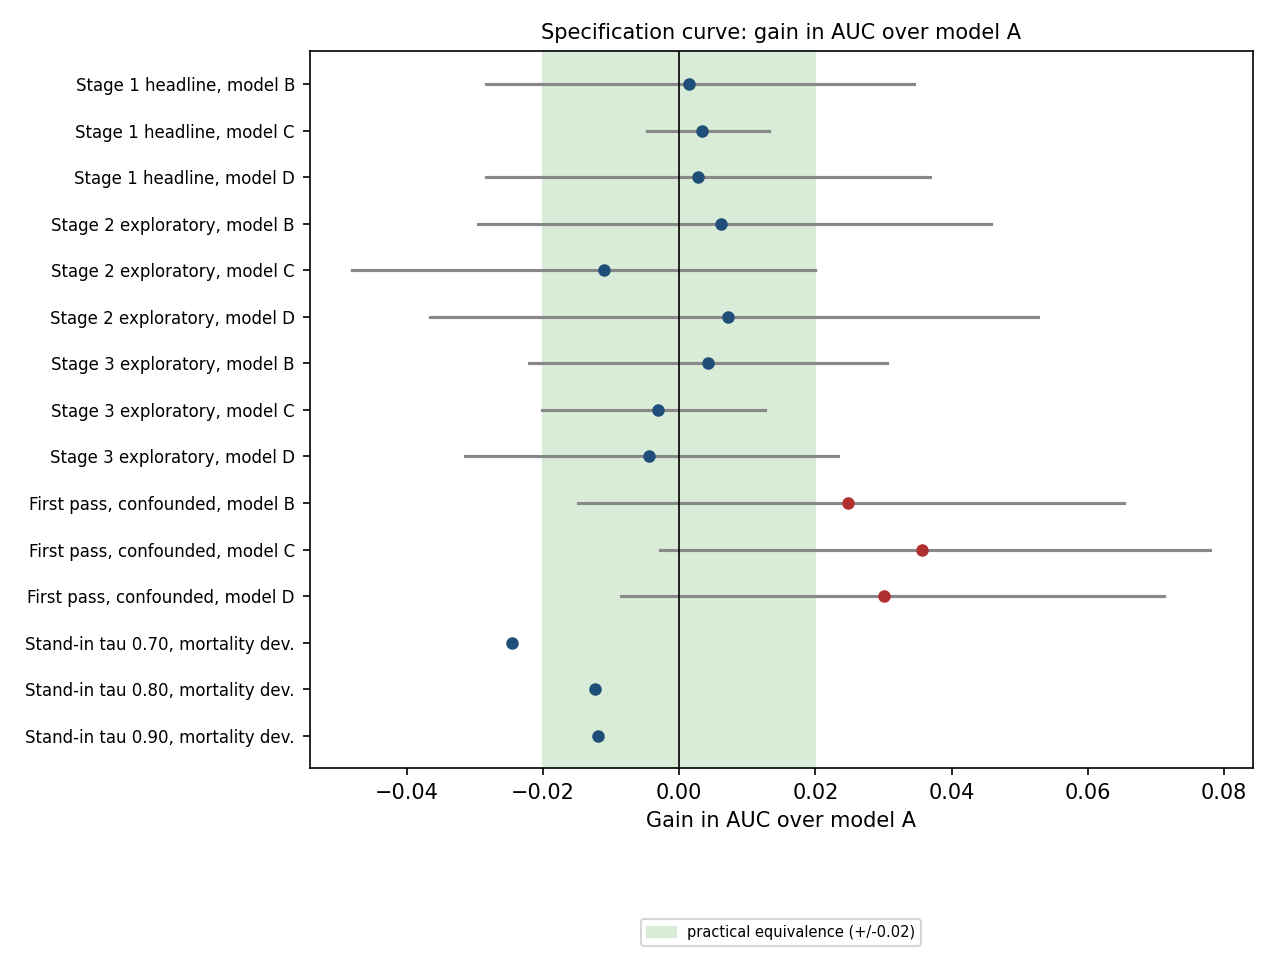 Specification curve: gain in AUC over model A
Stage 1 headline, model B
Stage 1 headline, model C
Stage 1 headline, model D
Stage 2 exploratory, model B
Stage 2 exploratory, model C
Stage 2 exploratory, model D
Stage 3 exploratory, model B
Stage 3 exploratory, model C
Stage 3 exploratory, model D
First pass, confounded, model B
First pass, confounded, model C
First pass, confounded, model D
Stand-in tau 0.70, mortality dev.
Stand-in tau 0.80, mortality dev.
Stand-in tau 0.90, mortality dev.
−0.04 −0.02 0.00 0.02 0.04 0.06 0.08
Gain in AUC over model A
practical equivalence (+/-0.02)